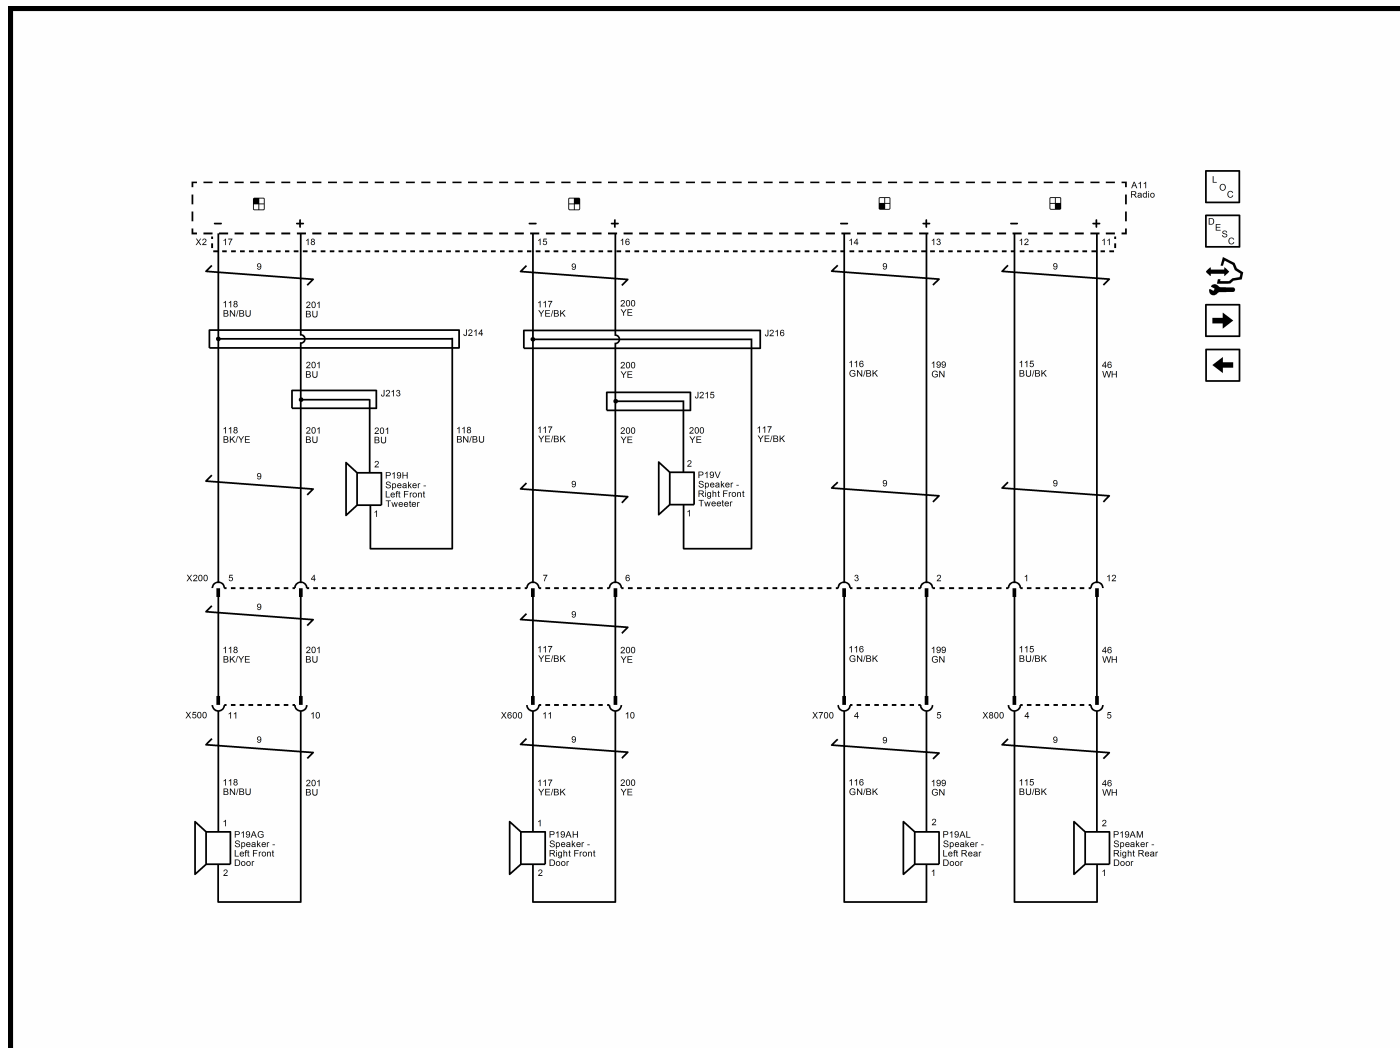 A11
Radio
L
O
C
− + − + − + − +
X2 17 18 15 16 14 13 12 11
D
E
S
C
9 9 9 9
118
BN/BU
201
BU
117
YE/BK
200
YE
J214
J216
201
BU
200
YE
116
GN/BK
199
GN
115
BU/BK
46
WH
J213
J215
118
BK/YE
201
BU
201
BU
118
BN/BU
117
YE/BK
200
YE
200
YE
117
YE/BK
2
P19H
Speaker -
Left Front
Tweeter
1
2
P19V
Speaker -
Right Front
Tweeter
1
9 9 9 9
X200 5 4 7 6 3 2 1 12
9 9
118
BK/YE
201
BU
117
YE/BK
200
YE
116
GN/BK
199
GN
115
BU/BK
46
WH
X500 11 10 X600 11 10 X700 4 5 X800 4 5
9 9 9 9
118
BN/BU
201
BU
117
YE/BK
200
YE
116
GN/BK
199
GN
115
BU/BK
46
WH
1
P19AG
Speaker -
Left Front
Door
2
1
P19AH
Speaker -
Right Front
Door
2
2
P19AL
Speaker -
Left Rear
Door
1
2
P19AM
Speaker -
Right Rear
Door
1